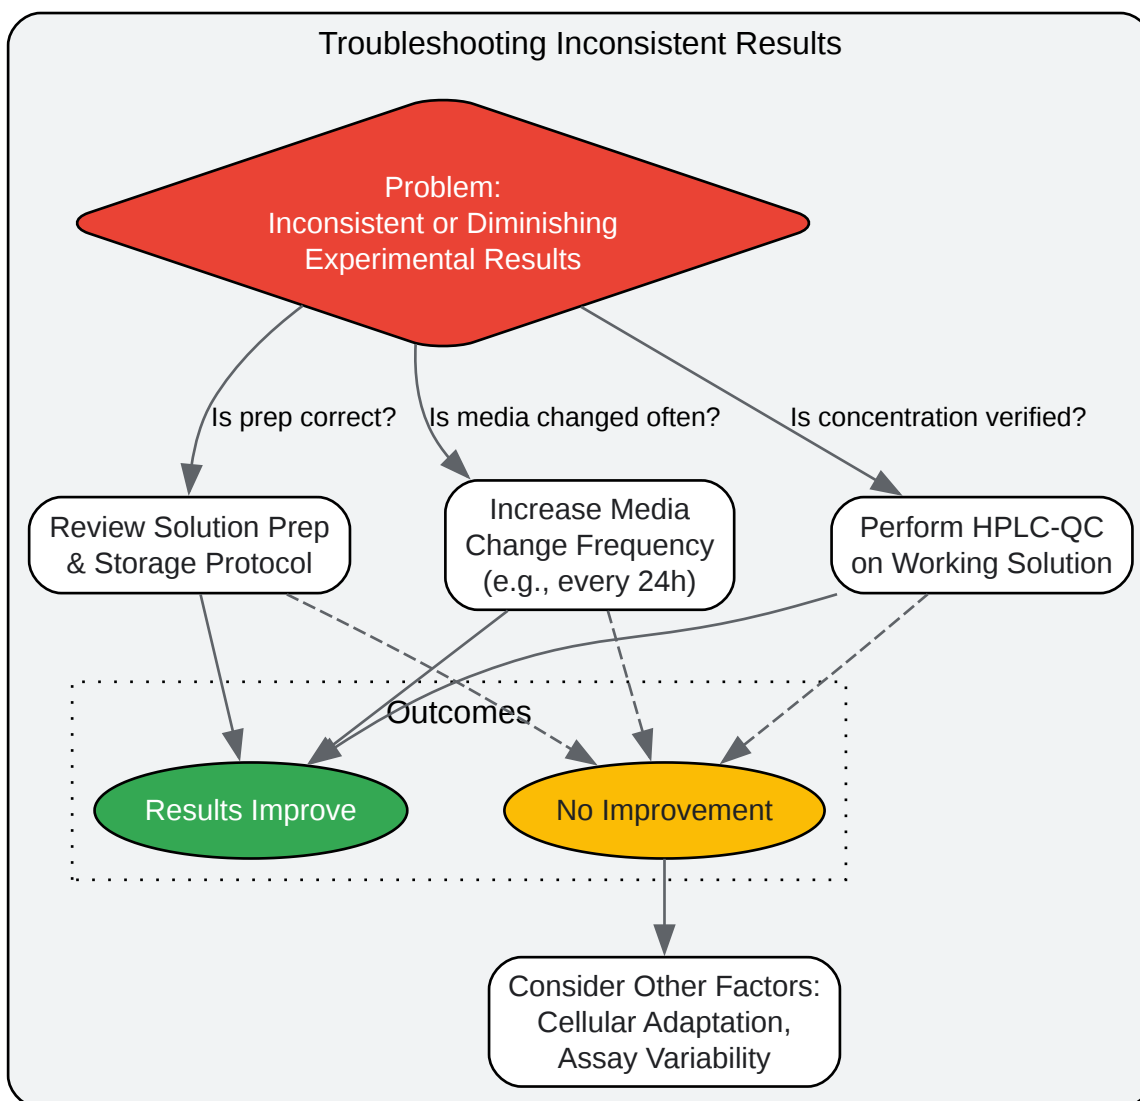 Troubleshooting Inconsistent Results
Problem:
Inconsistent or Diminishing
Experimental Results
Is prep correct?
Is media changed often?
Is concentration verified?
Review Solution Prep
& Storage Protocol
Increase Media
Change Frequency
(e.g., every 24h)
Perform HPLC-QC
on Working Solution
Outcomes
Results Improve
No Improvement
Consider Other Factors:
Cellular Adaptation,
Assay Variability